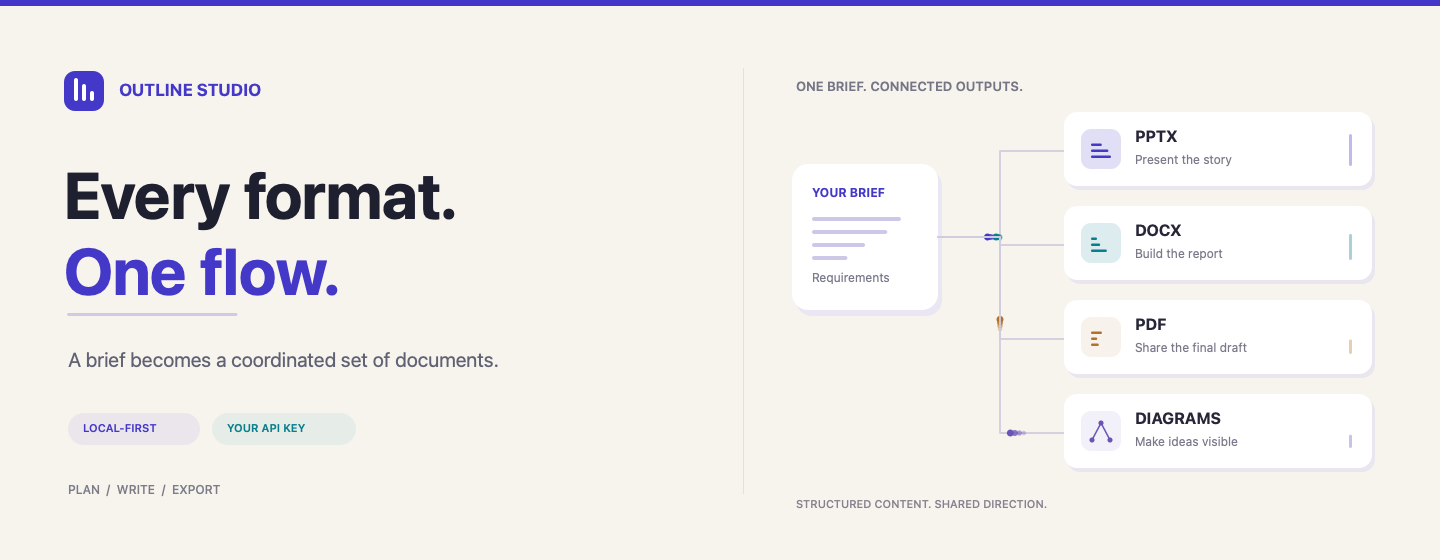 OUTLINE STUDIO
Every format.
One flow.
A brief becomes a coordinated set of documents.
LOCAL-FIRST
YOUR API KEY
PLAN / WRITE / EXPORT
ONE BRIEF. CONNECTED OUTPUTS.
YOUR BRIEF
Requirements
PPTX
Present the story
DOCX
Build the report
PDF
Share the final draft
DIAGRAMS
Make ideas visible
STRUCTURED CONTENT. SHARED DIRECTION.